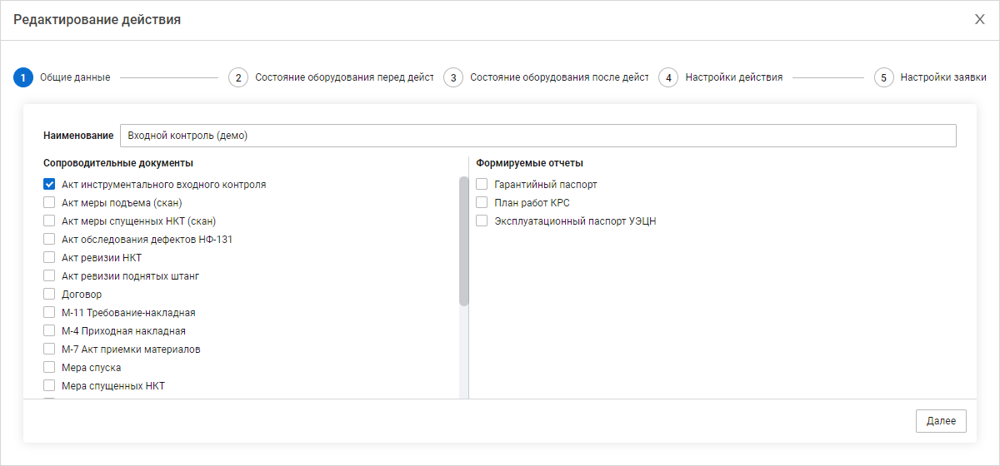 Редактирование действия
X
1 Общие данные
2 Состояние оборудования перед дейст
3 Состояние оборудования после дейст
4 Настройки действия
5 Настройки заявки
Наименование Входной контроль (демо)
Сопроводительные документы
Акт инструментального входного контроля
Акт меры подъема (скан)
Акт меры спущенных НКТ (скан)
Акт обследования дефектов НФ-131
Акт ревизии НКТ
Акт ревизии поднятых штанг
Договор
М-11 Требование-накладная
М-4 Приходная накладная
М-7 Акт приемки материалов
Мера спуска
Мера спущенных НКТ
Формируемые отчеты
Гарантийный паспорт
План работ КРС
Эксплуатационный паспорт УЭЦН
Далее